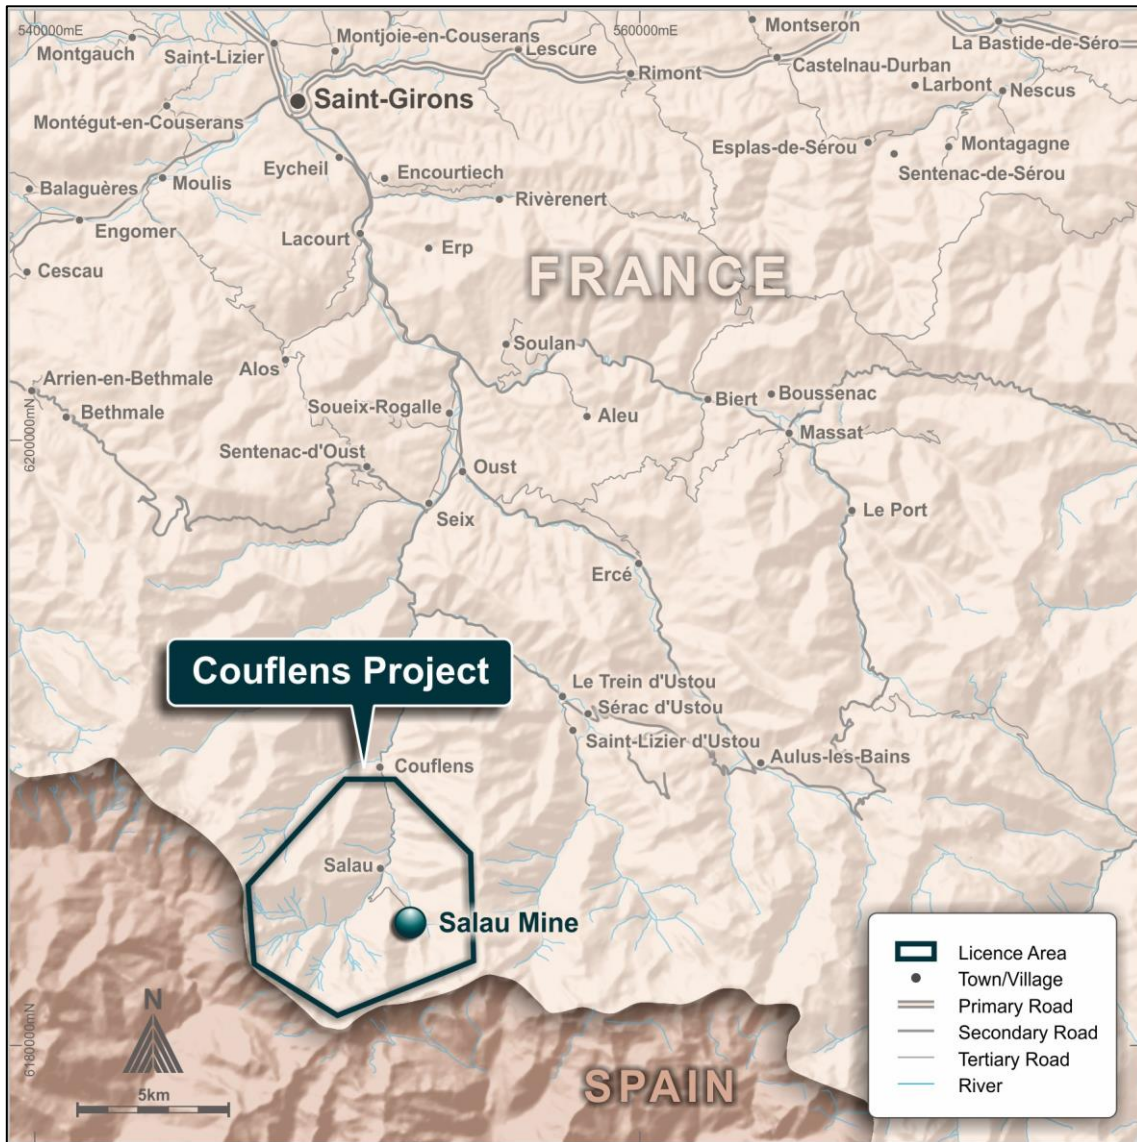 540000mE
560000mE
Montgauch
Saint-Lizier
Montjoie-en-Couserans
Lescure
Montseron
La Bastide-de-Séro
Rimont
Castelnau-Durban
Larbont
Nescus
Saint-Girons
Montégut-en-Couserans
Esplas-de-Sérou
Montagagne
Sentenac-de-Sérou
Eycheil
Encourtiech
Balaguères
Moulis
Rivèrenert
Engomer
Lacourt
Erp
Cescau
FRANCE
Soulan
Alos
Arrien-en-Bethmale
Bethmale
Soueix-Rogalle
Aleu
Biert
Boussenac
Massat
6200000mN
Sentenac-d'Oust
Oust
Seix
Le Port
Ercé
Couflens Project
Le Trein d'Ustou
Sérac d'Ustou
Saint-Lizier d'Ustou
Aulus-les-Bains
Couflens
Salau
Salau Mine
6180000mN
N
5km
SPAIN
Licence Area
Town/Village
Primary Road
Secondary Road
Tertiary Road
River